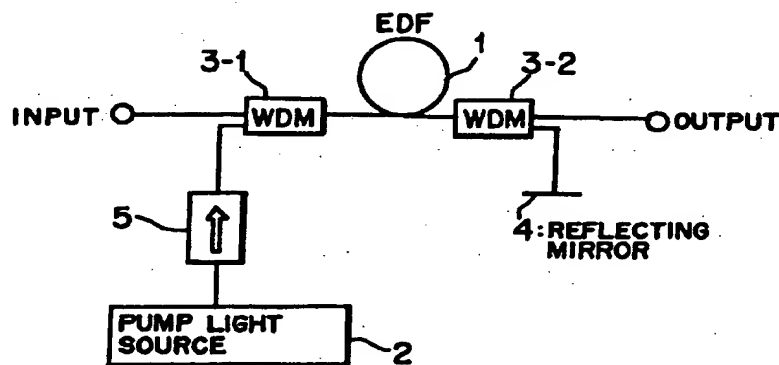 EDF
1
3-1
3-2
INPUT
WDM
WDM
OUTPUT
5
4:REFLECTING
MIRROR
PUMP LIGHT
SOURCE
2